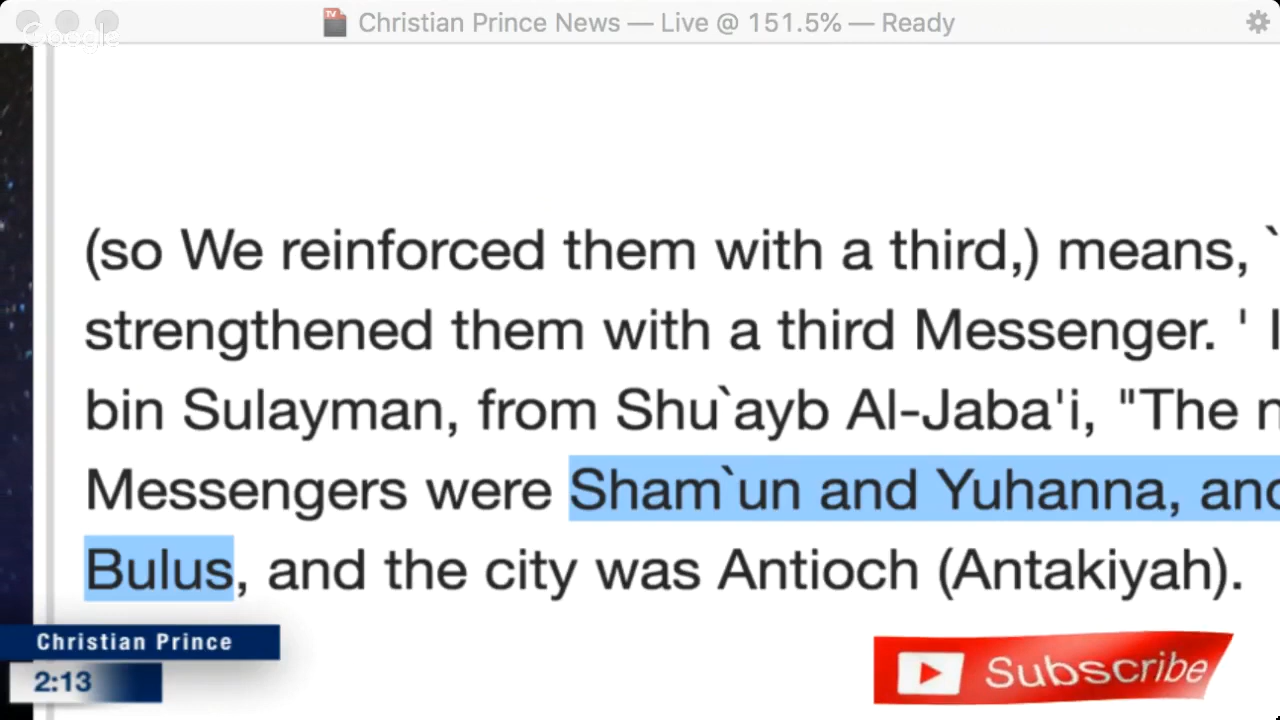 Google
Christian Prince News — Live @ 151.5% — Ready
(so We reinforced them with a third,) means, `
strengthened them with a third Messenger. '
bin Sulayman, from Shu`ayb Al-Jaba'i, "The
Messengers were Sham`un and Yuhanna, and
Bulus, and the city was Antioch (Antakiyah).
Christian Prince
2:13
Subscribe